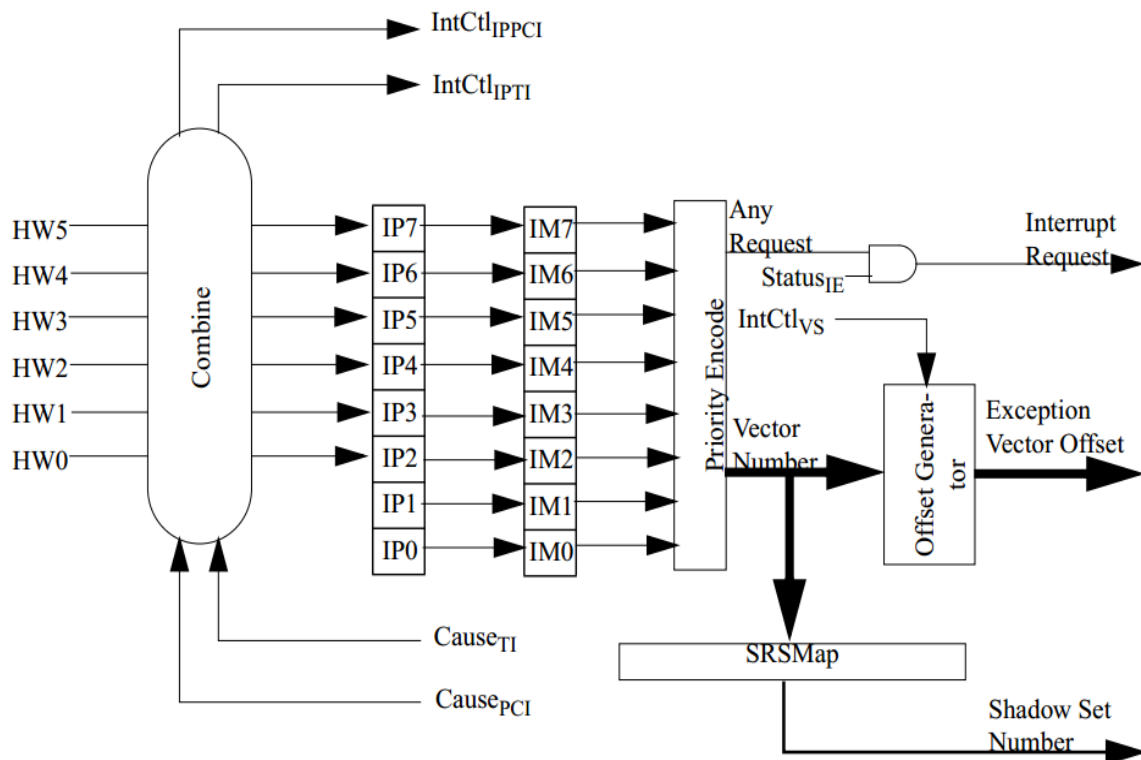 IntCtlIPPCI
IntCtlIPTI
HW5
HW4
HW3
HW2
HW1
HW0
Combine
IP7
IP6
IP5
IP4
IP3
IP2
IP1
IP0
IM7
IM6
IM5
IM4
IM3
IM2
IM1
IM0
Priority Encode
Any
Request
StatusIE
Interrupt
Request
IntCtlVS
Vector
Number
Offset Genera-
tor
Exception
Vector Offset
CauseTI
CausePCI
SRSMap
Shadow Set
Number